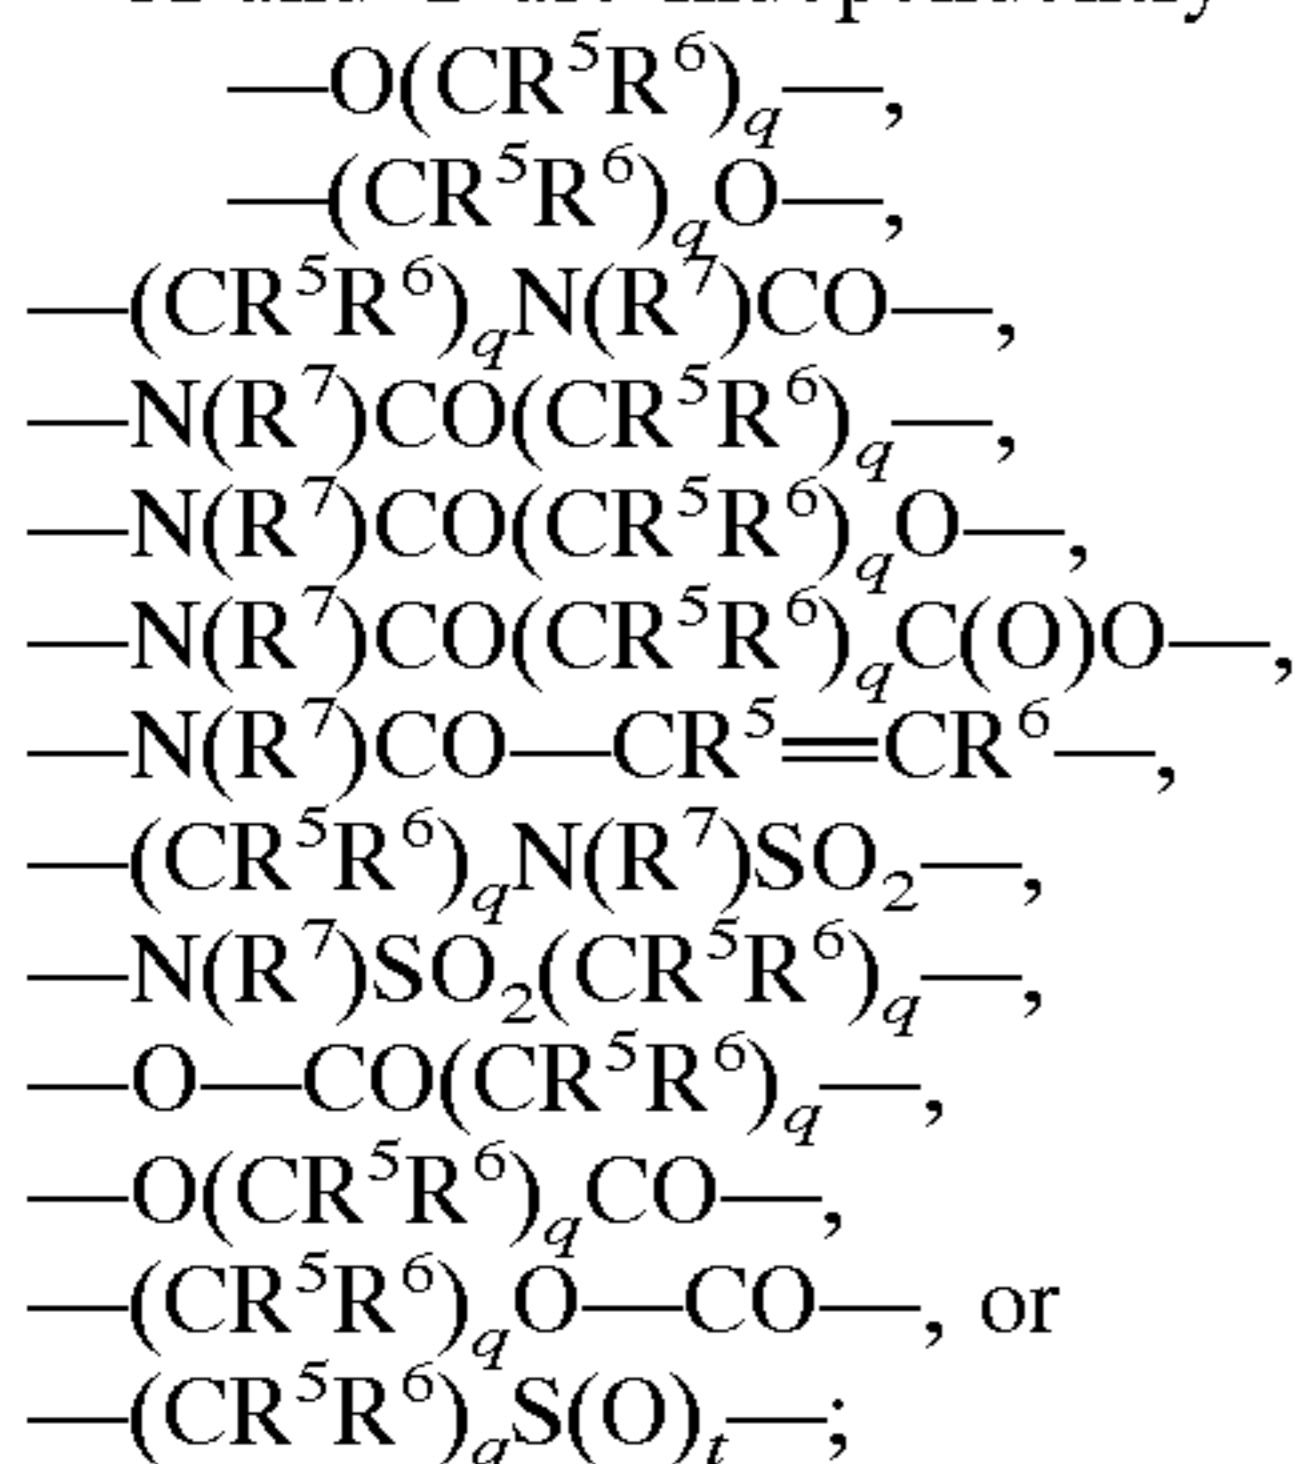 —O(CR⁵R⁶)q—,
—(CR⁵R⁶)qO—,
—(CR⁵R⁶)qN(R⁷)CO—,
—N(R⁷)CO(CR⁵R⁶)q—,
—N(R⁷)CO(CR⁵R⁶)qO—,
—N(R⁷)CO(CR⁵R⁶)qC(O)O—,
—N(R⁷)CO—CR⁵=CR⁶—,
—(CR⁵R⁶)qN(R⁷)SO₂—,
—N(R⁷)SO₂(CR⁵R⁶)q—,
—O—CO(CR⁵R⁶)q—,
—O(CR⁵R⁶)qCO—,
—(CR⁵R⁶)qO—CO—, or
—(CR⁵R⁶)qS(O)t—;